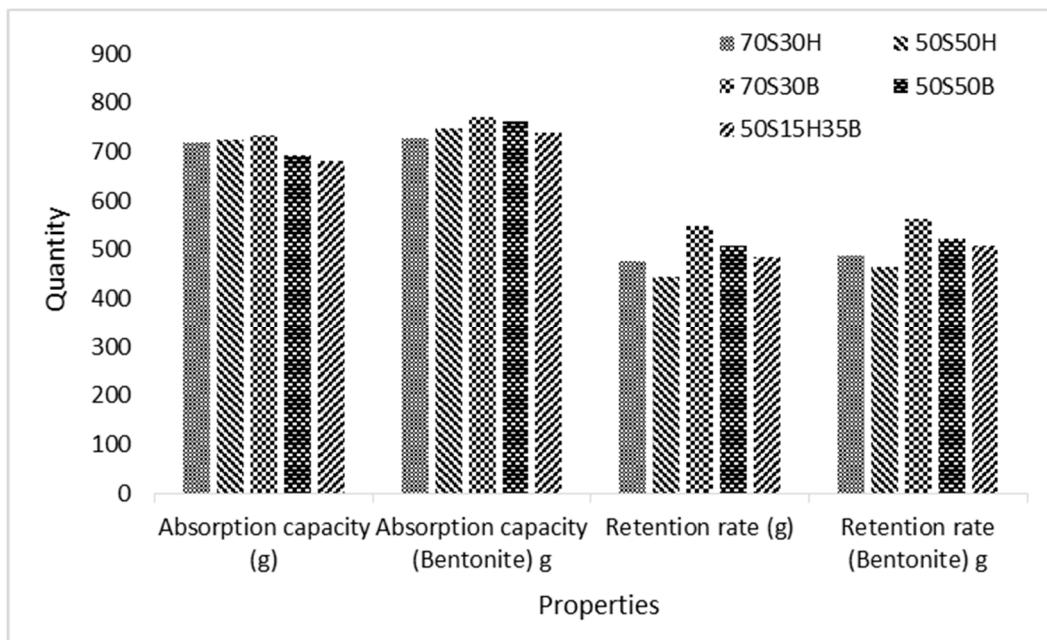 900
800
700
600
500
400
300
200
100
0
Quantity
70S30H
50S50H
70S30B
50S50B
50S15H35B
Absorption capacity
(g)
Absorption capacity
(Bentonite) g
Retention rate (g)
Retention rate
(Bentonite) g
Properties